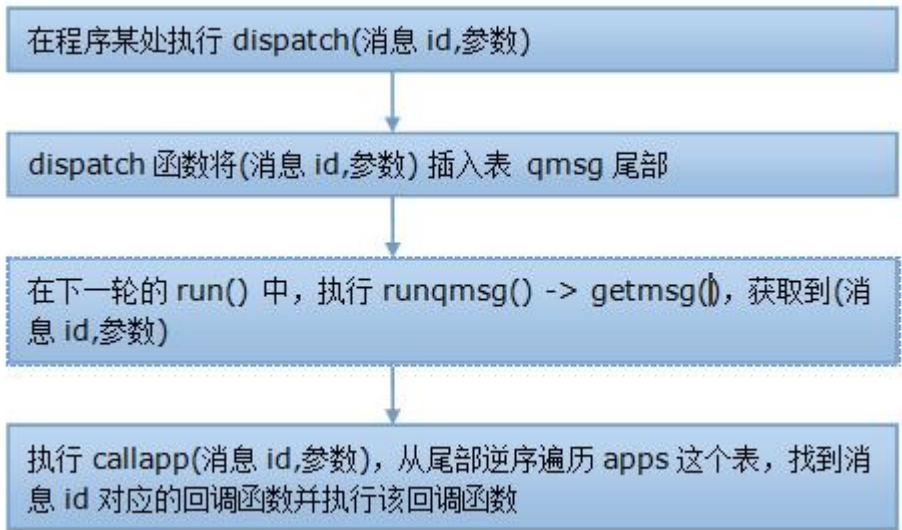 在程序某处执行 dispatch(消息 id,参数)
dispatch 函数将(消息 id,参数) 插入表 qmsg 尾部
在下一轮的 run() 中，执行 runqmsg() -> getmsg()，获取到(消
息 id,参数)
执行 callapp(消息 id,参数)，从尾部逆序遍历 apps 这个表，找到消
息 id 对应的回调函数并执行该回调函数